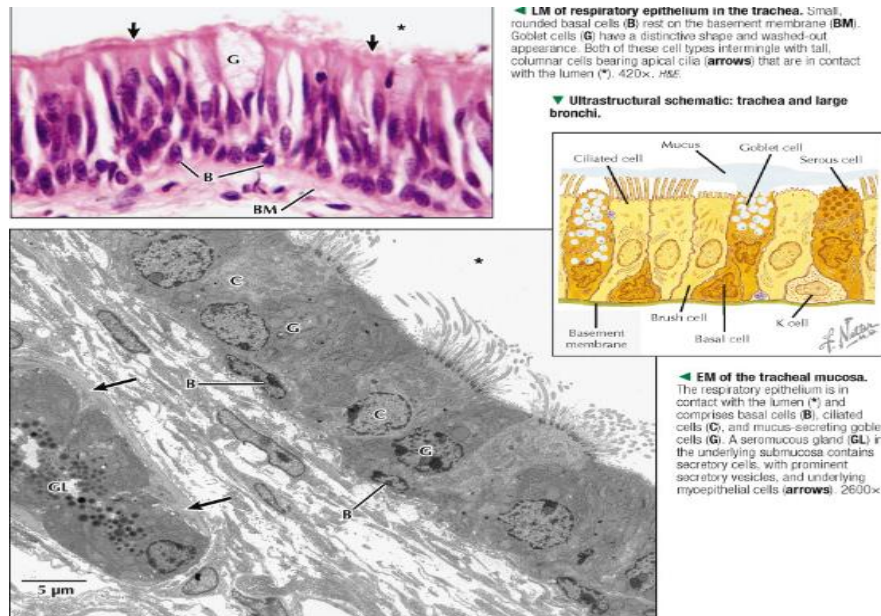 ◄ LM of respiratory epithelium in the trachea. Small,
rounded basal cells (B) rest on the basement membrane (BM).
Goblet cells (G) have a distinctive shape and washed-out
appearance. Both of these cell types intermingle with tall,
columnar cells bearing apical cilia (arrows) that are in contact
with the lumen (*). 420×. H&E.
*
G
B
BM
▼ Ultrastructural schematic: trachea and large
bronchi.
Mucus
Goblet cell
Ciliated cell
Serous cell
Brush cell
K cell
Basement
membrane
Basal cell
f. Netter
*
C
G
B
C
G
B
GL
5 µm
◄ EM of the tracheal mucosa.
The respiratory epithelium is in
contact with the lumen (*) and
comprises basal cells (B), ciliated
cells (C), and mucus-secreting goble
cells (G). A seromucous gland (GL) in
the underlying submucosa contains
secretory cells, with prominent
secretory vesicles, and underlying
myoepithelial cells (arrows). 2600×